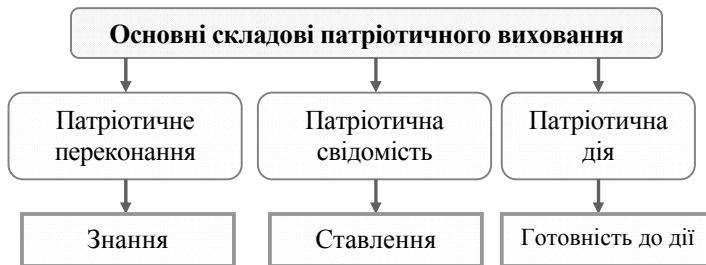 Основні складові патріотичного виховання
Патріотичне
переконання
Патріотична
свідомість
Патріотична
дія
Знання
Ставлення
Готовність до дії